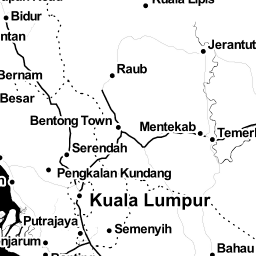 Kuala Lipis
Bidur
Jerantut
Raub
Bernam
Besar
Bentong Town
Mentekab
Temerl
Serendah
Pengkalan Kundang
Kuala Lumpur
Putrajaya
Semenyih
njarum
Bahau